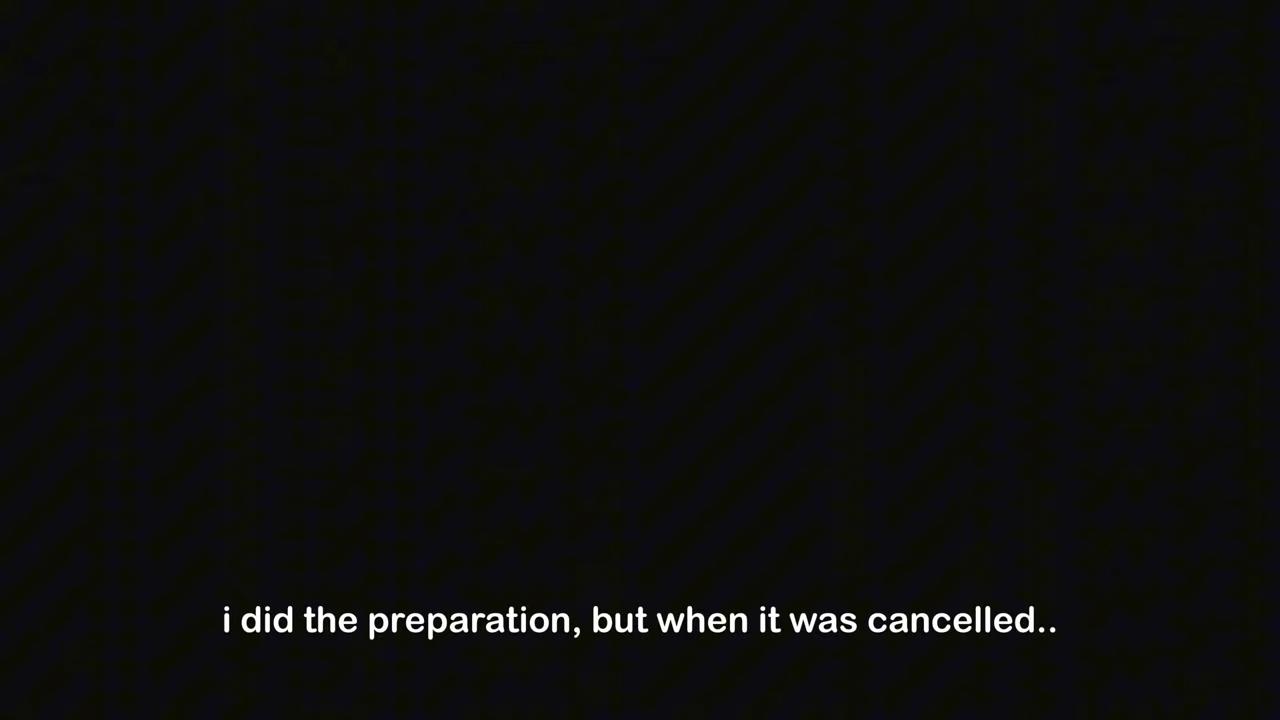 i did the preparation, but when it was cancelled..